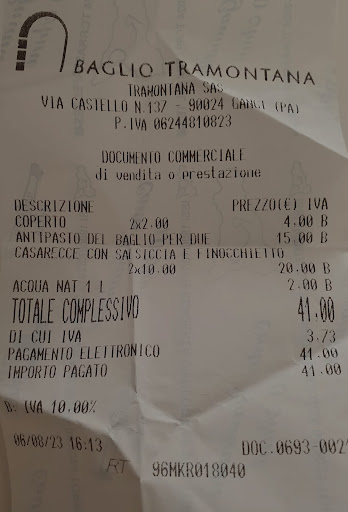 BAGLIO TRAMONTANA
TRAMONTANA SAS
VIA CASTELLO N.137 - 90024 GANGI (PA)
P.IVA 06244810823
DOCUMENTO COMMERCIALE
di vendita o prestazione
DESCRIZIONE PREZZO(€) IVA
COPERTO 2x2.00 4.00 B
ANTIPASTO DEL BAGLIO PER DUE 15.00 B
CASARECCE CON SALSICCIA E FINOCCHIETTO
2x10.00 20.00 B
ACQUA NAT 1 L 2.00 B
TOTALE COMPLESSIVO 41.00
DI CUI IVA 3.73
PAGAMENTO ELETTRONICO 41.00
IMPORTO PAGATO 41.00
B: IVA 10.00%
06/08/23 16:13 DOC.0693-002
RT 96MKR018040